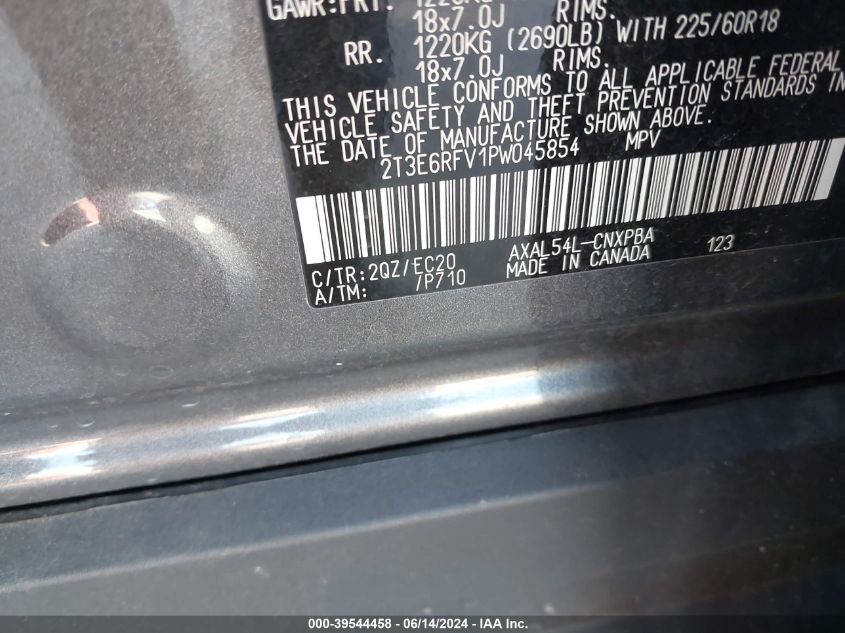 GAWR:FRT. 1220KG
18x7.0J RIMS.
RR. 1220KG (2690LB) WITH 225/60R18
18x7.0J RIMS.
THIS VEHICLE CONFORMS TO ALL APPLICABLE FEDERAL
VEHICLE SAFETY AND THEFT PREVENTION STANDARDS IN
THE DATE OF MANUFACTURE SHOWN ABOVE.
2T3E6RFV1PW045854 MPV
C/TR:2QZ/EC20 AXAL54L-CNXPBA 123
A/TM: /P710 MADE IN CANADA
000-39544458 - 06/14/2024 - IAA Inc.